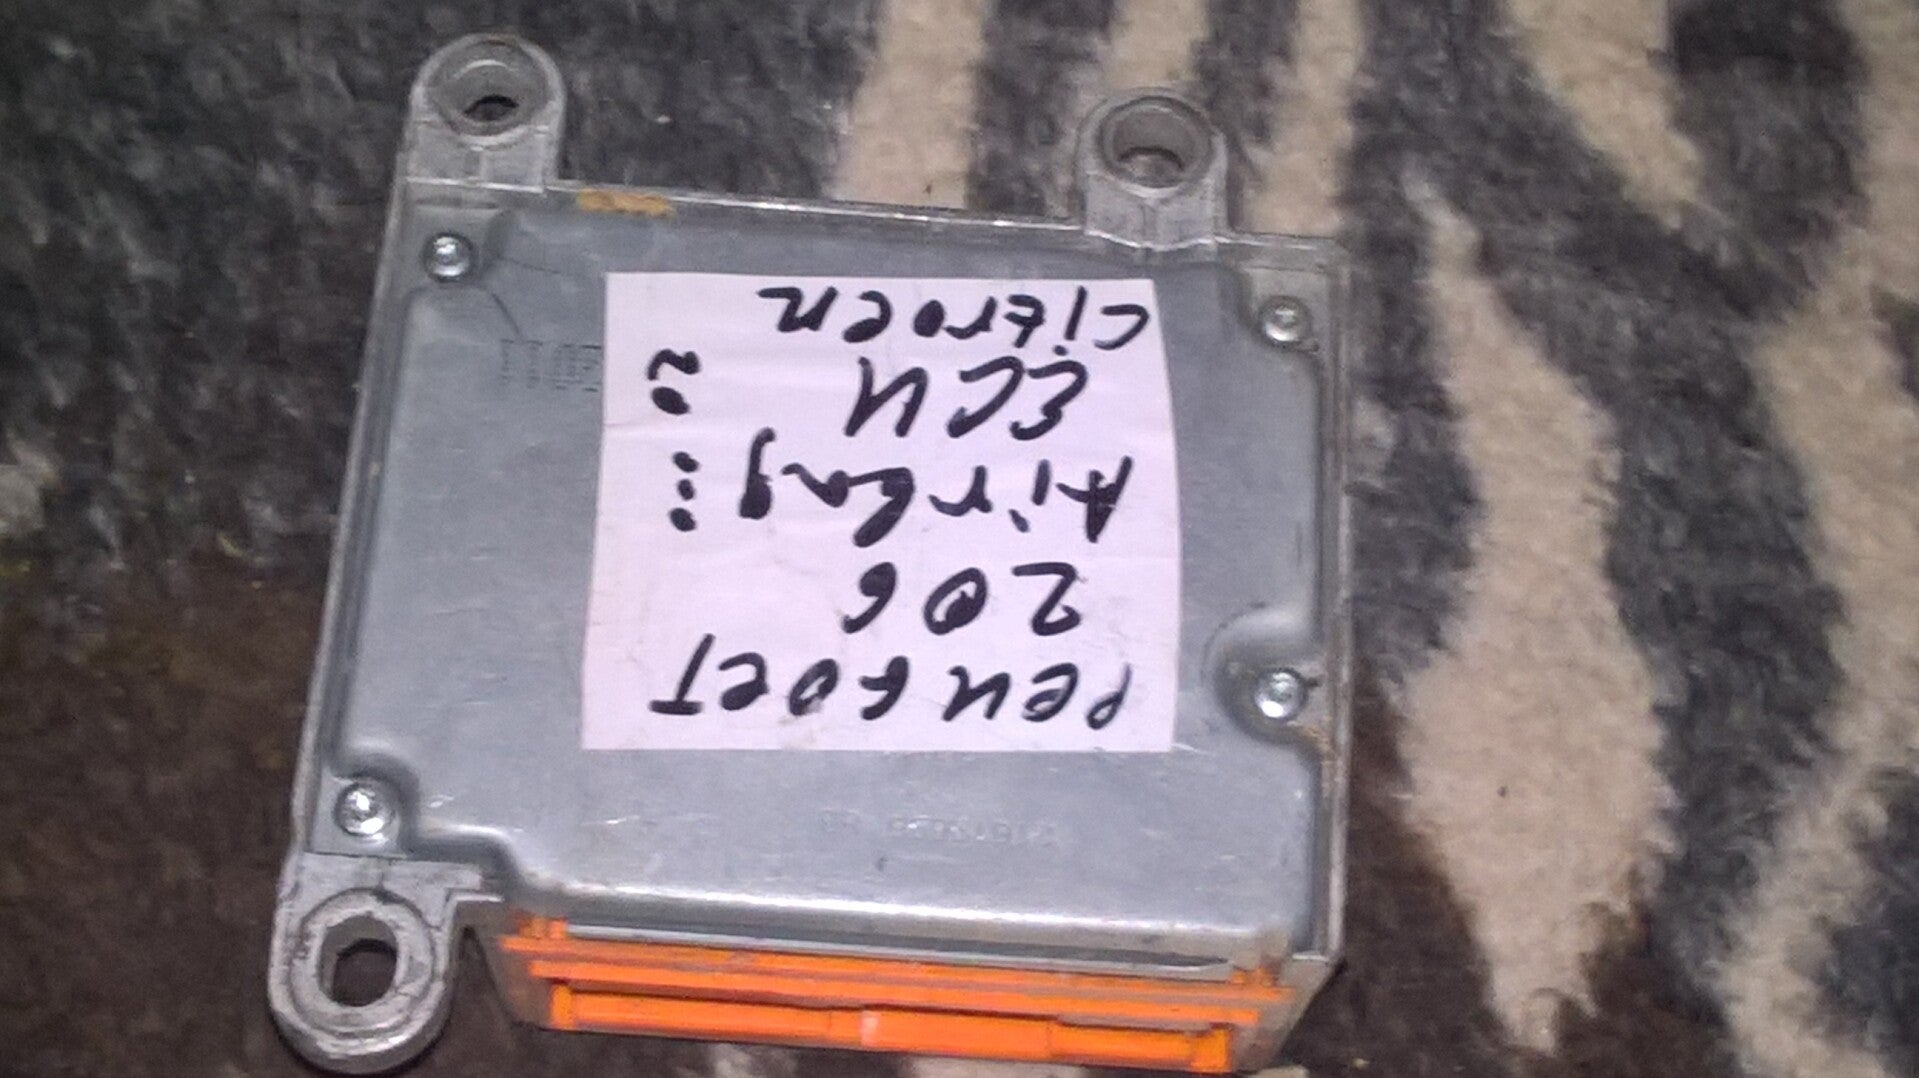 PeuGoeT
206
Airbag
ECU
CiTroen